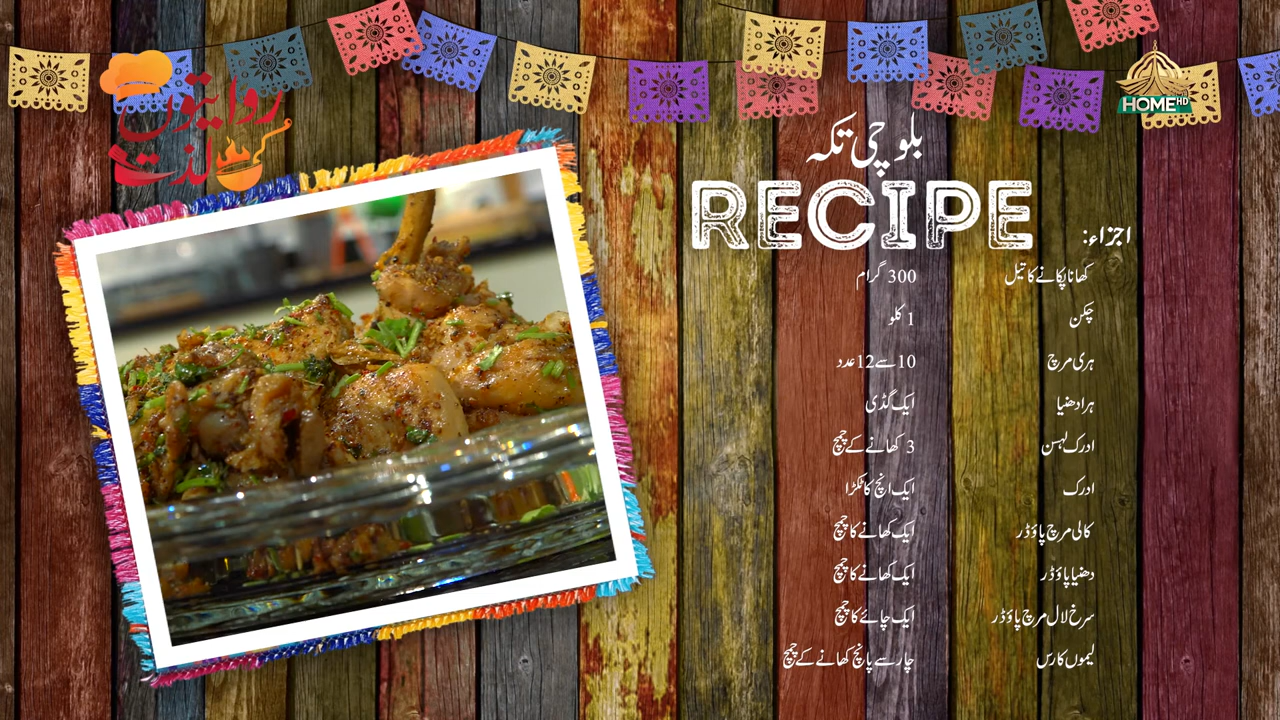 روایتوں
کی لذت
HOME HD
بلوچی تکہ
RECIPE
اجزاء:
کھانا پکانے کا تیل 300 گرام
چکن 1 کلو
ہری مرچ 10 سے 12 عدد
ہرا دھنیا ایک گڈی
ادرک لہسن 3 کھانے کے چمچ
ادرک ایک انچ کا ٹکڑا
کالی مرچ پاؤڈر ایک کھانے کا چمچ
دھنیا پاؤڈر ایک کھانے کا چمچ
سرخ لال مرچ پاؤڈر ایک چائے کا چمچ
لیموں کا رس چار سے پانچ کھانے کے چمچ